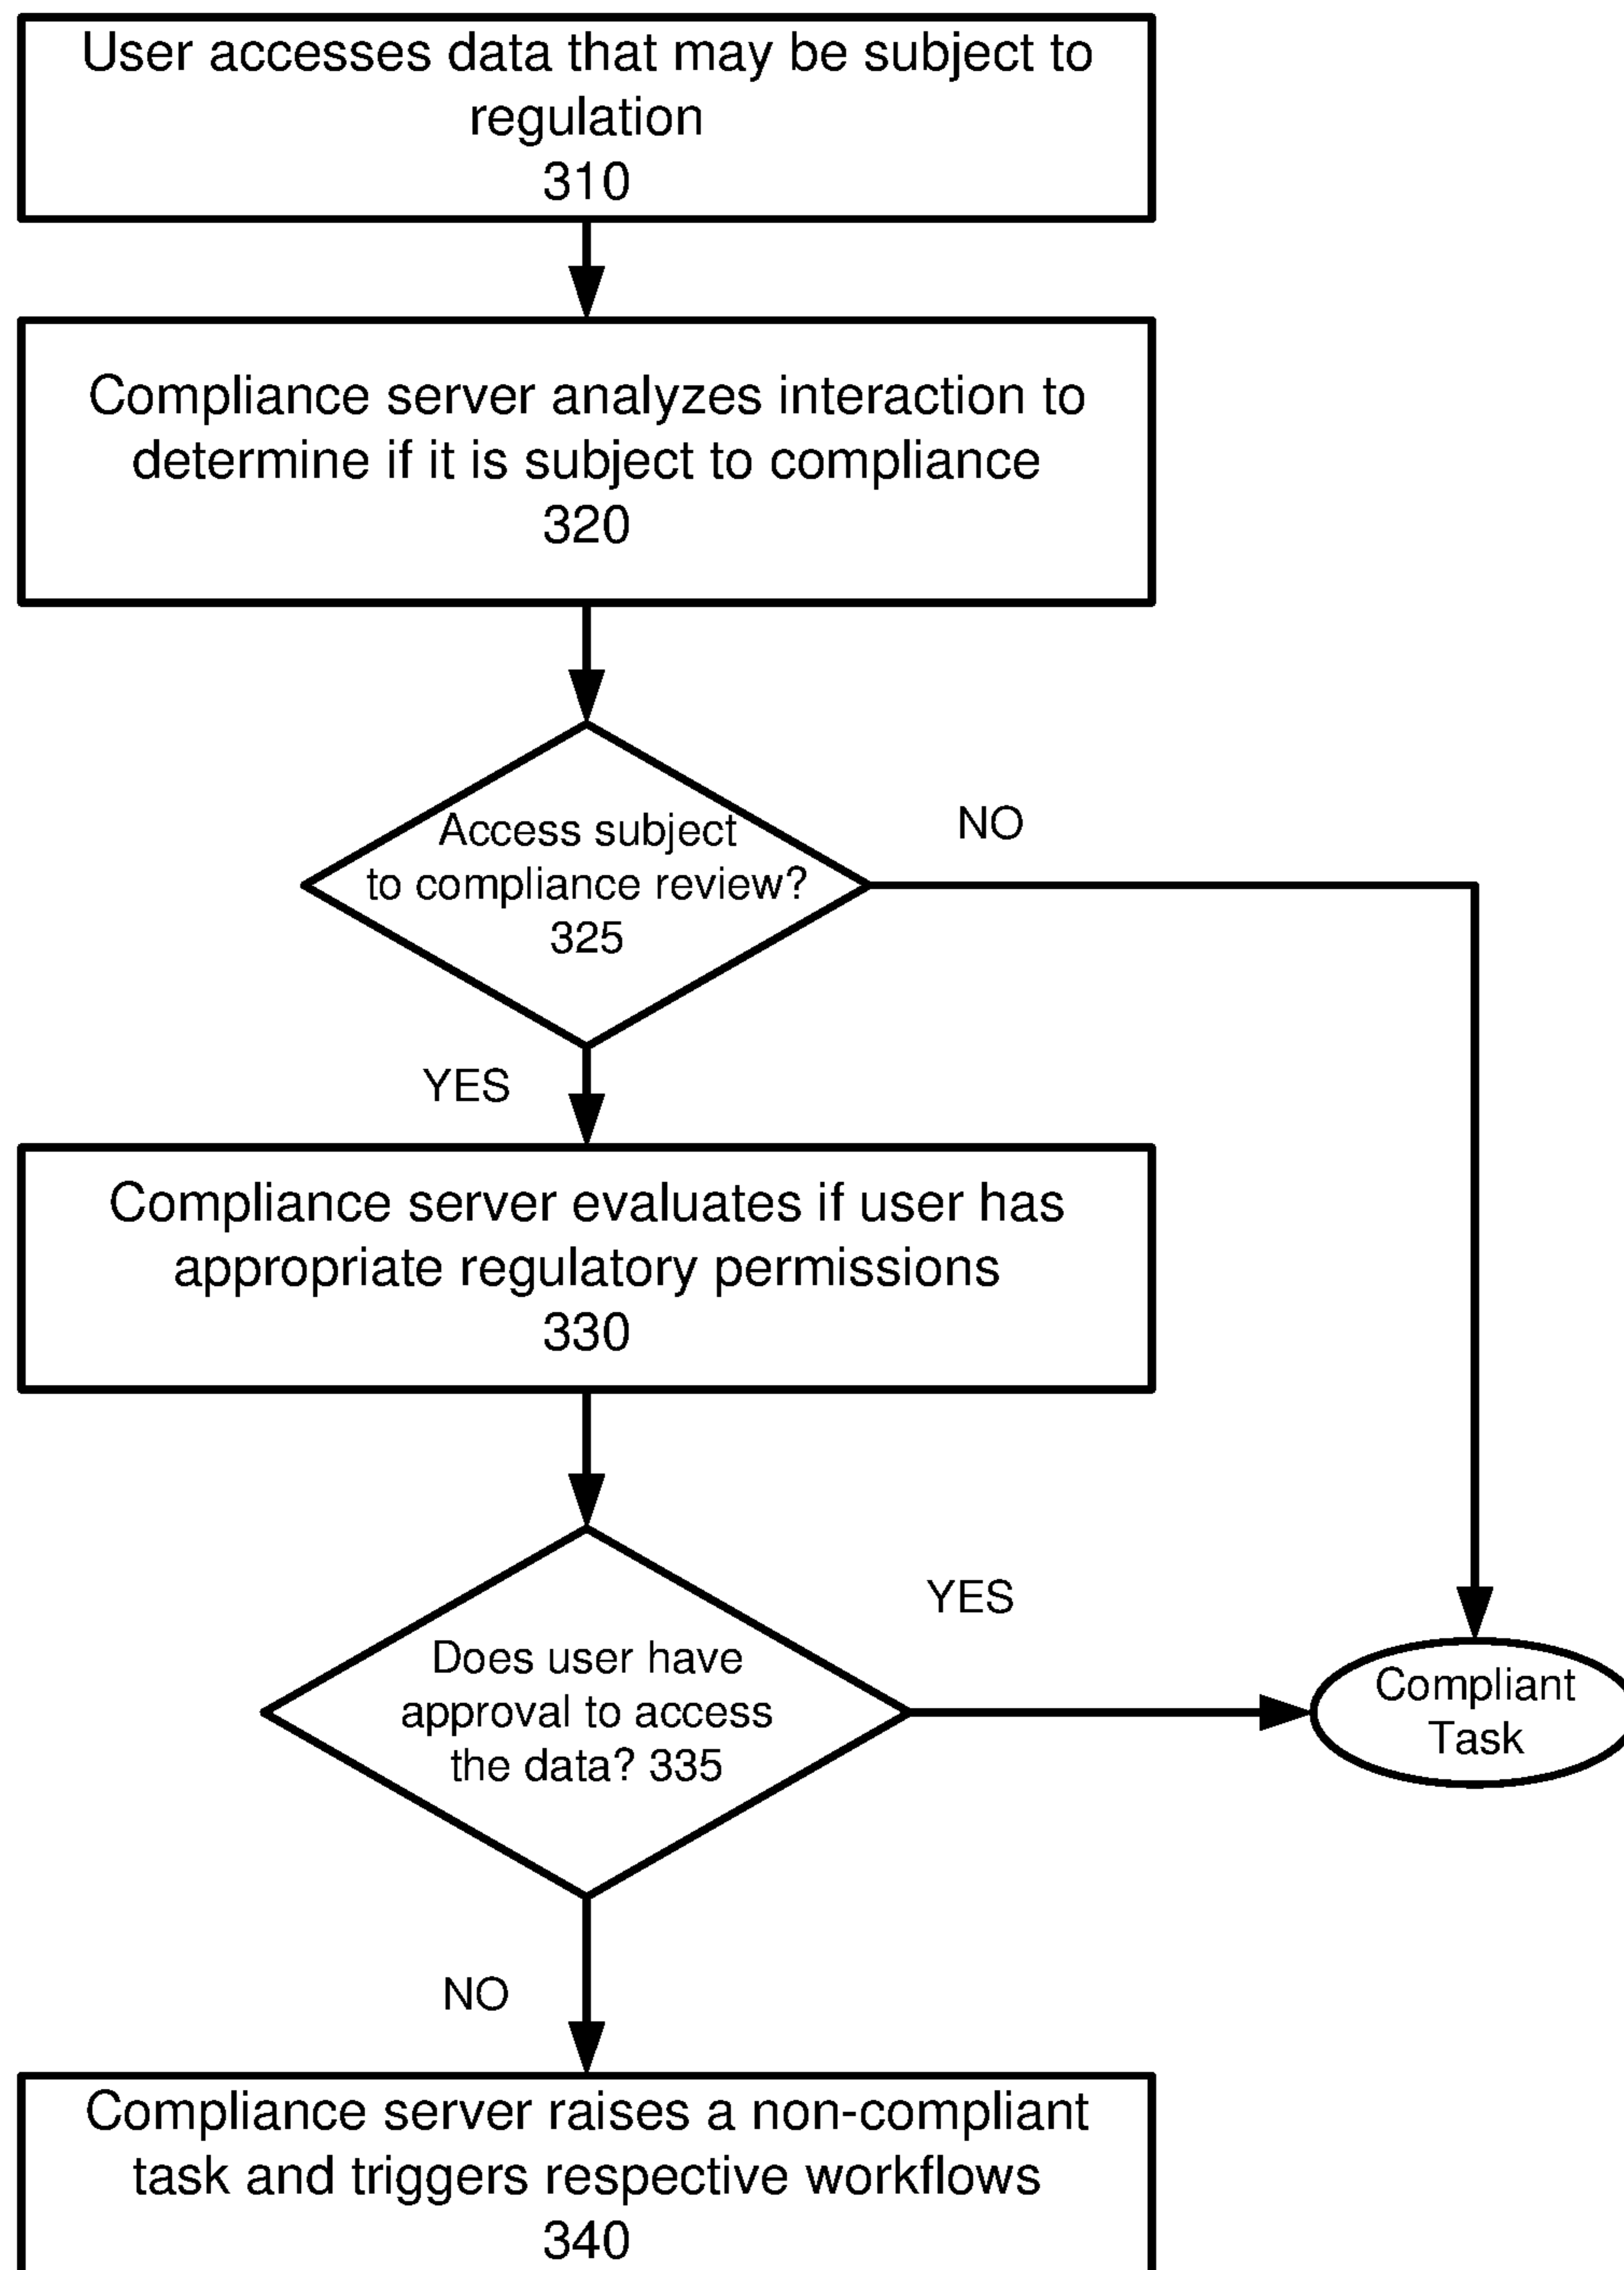 User accesses data that may be subject to
regulation
310
Compliance server analyzes interaction to
determine if it is subject to compliance
320
Access subject
to compliance review?
325
NO
YES
Compliance server evaluates if user has
appropriate regulatory permissions
330
YES
Does user have
approval to access
the data? 335
Compliant
Task
NO
Compliance server raises a non-compliant
task and triggers respective workflows
340